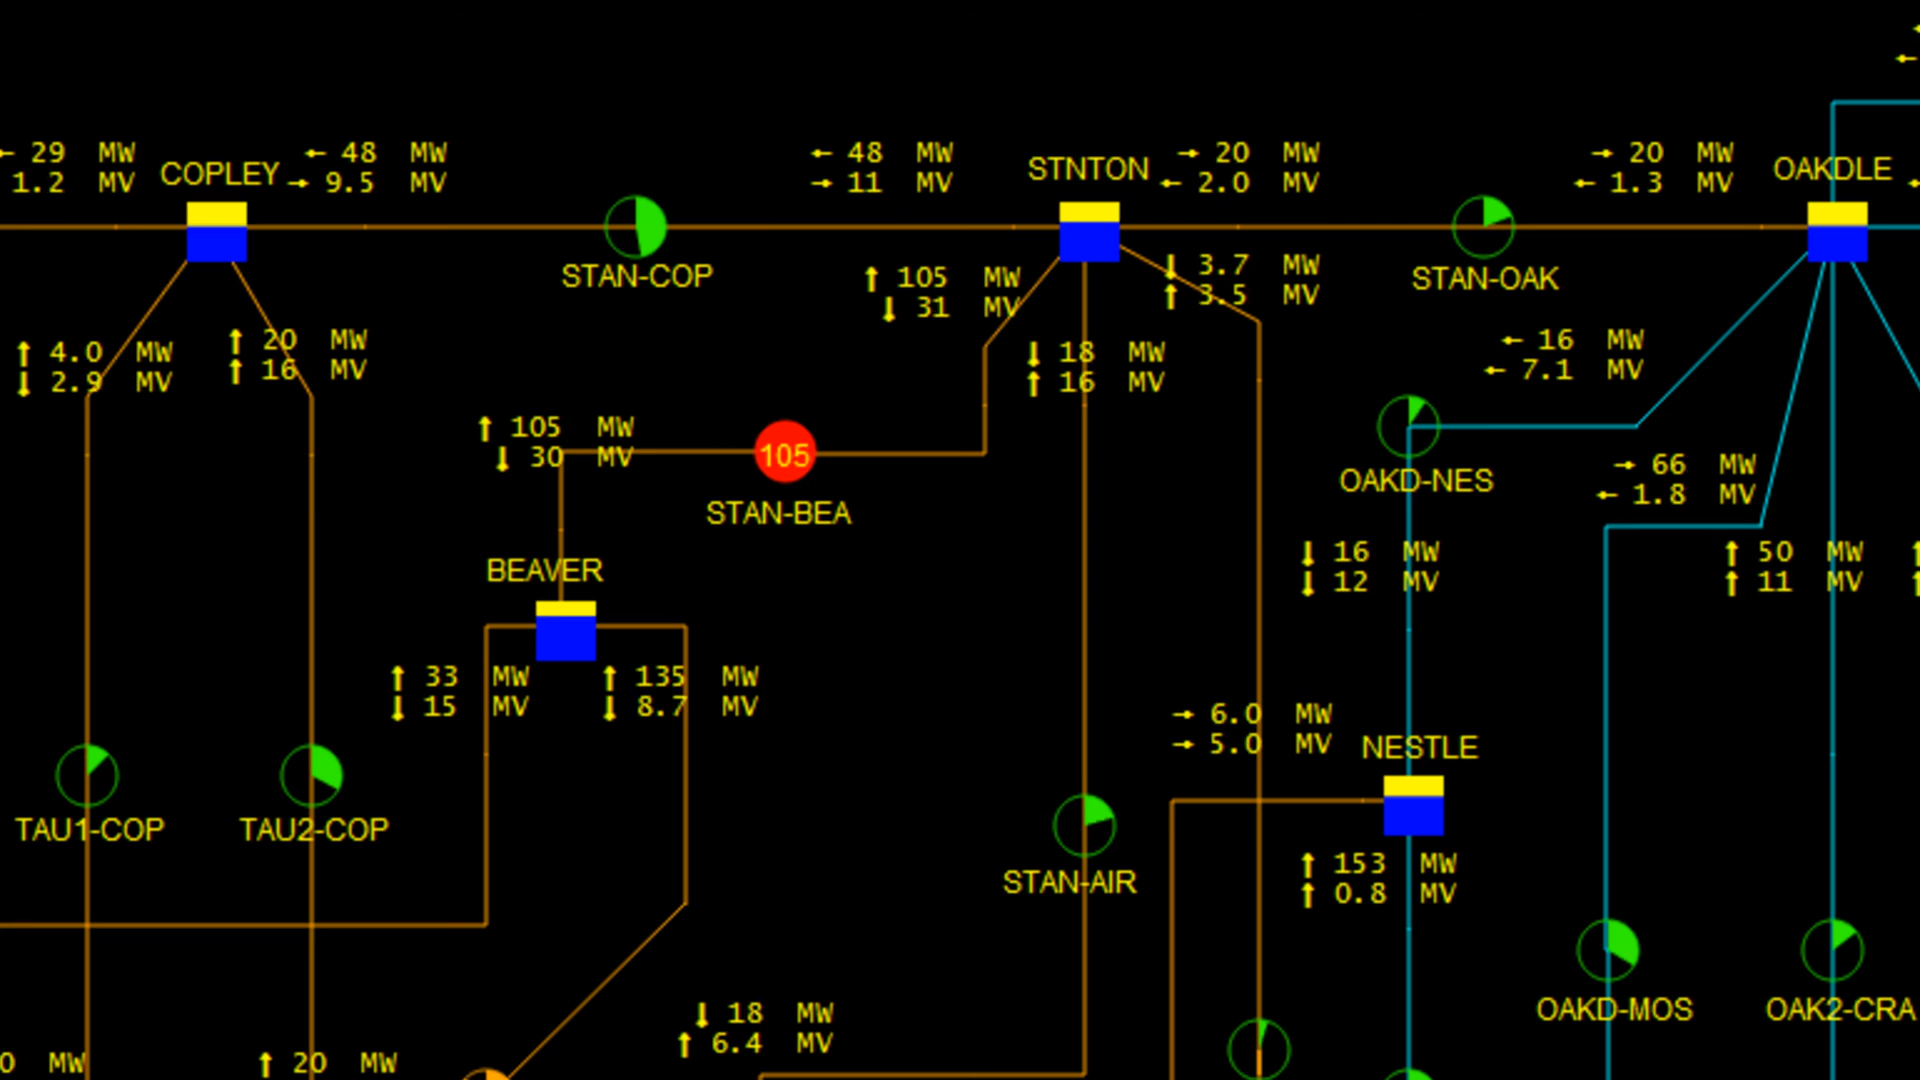 ← 29 MW
1.2 MV
COPLEY
← 48 MW
→ 9.5 MV
← 48 MW
→ 11 MV
STNTON
→ 20 MW
← 2.0 MV
→ 20 MW
← 1.3 MV
OAKDLE
STAN-COP
↑ 105 MW
↓ 31 MV
↓ 3.7 MW
↑ 3.5 MV
STAN-OAK
↑ 4.0 MW
↓ 2.9 MV
↑ 20 MW
↑ 16 MV
↓ 18 MW
↑ 16 MV
← 16 MW
← 7.1 MV
↑ 105 MW
↓ 30 MV
105
STAN-BEA
OAKD-NES
→ 66 MW
← 1.8 MV
BEAVER
↓ 16 MW
↓ 12 MV
↑ 50 MW
↑ 11 MV
↑ 33 MW
↓ 15 MV
↑ 135 MW
↓ 8.7 MV
→ 6.0 MW
→ 5.0 MV
NESTLE
TAU1-COP
TAU2-COP
STAN-AIR
↑ 153 MW
↑ 0.8 MV
OAKD-MOS
OAK2-CRA
↓ 18 MW
↑ 6.4 MV
0 MW
↑ 20 MW